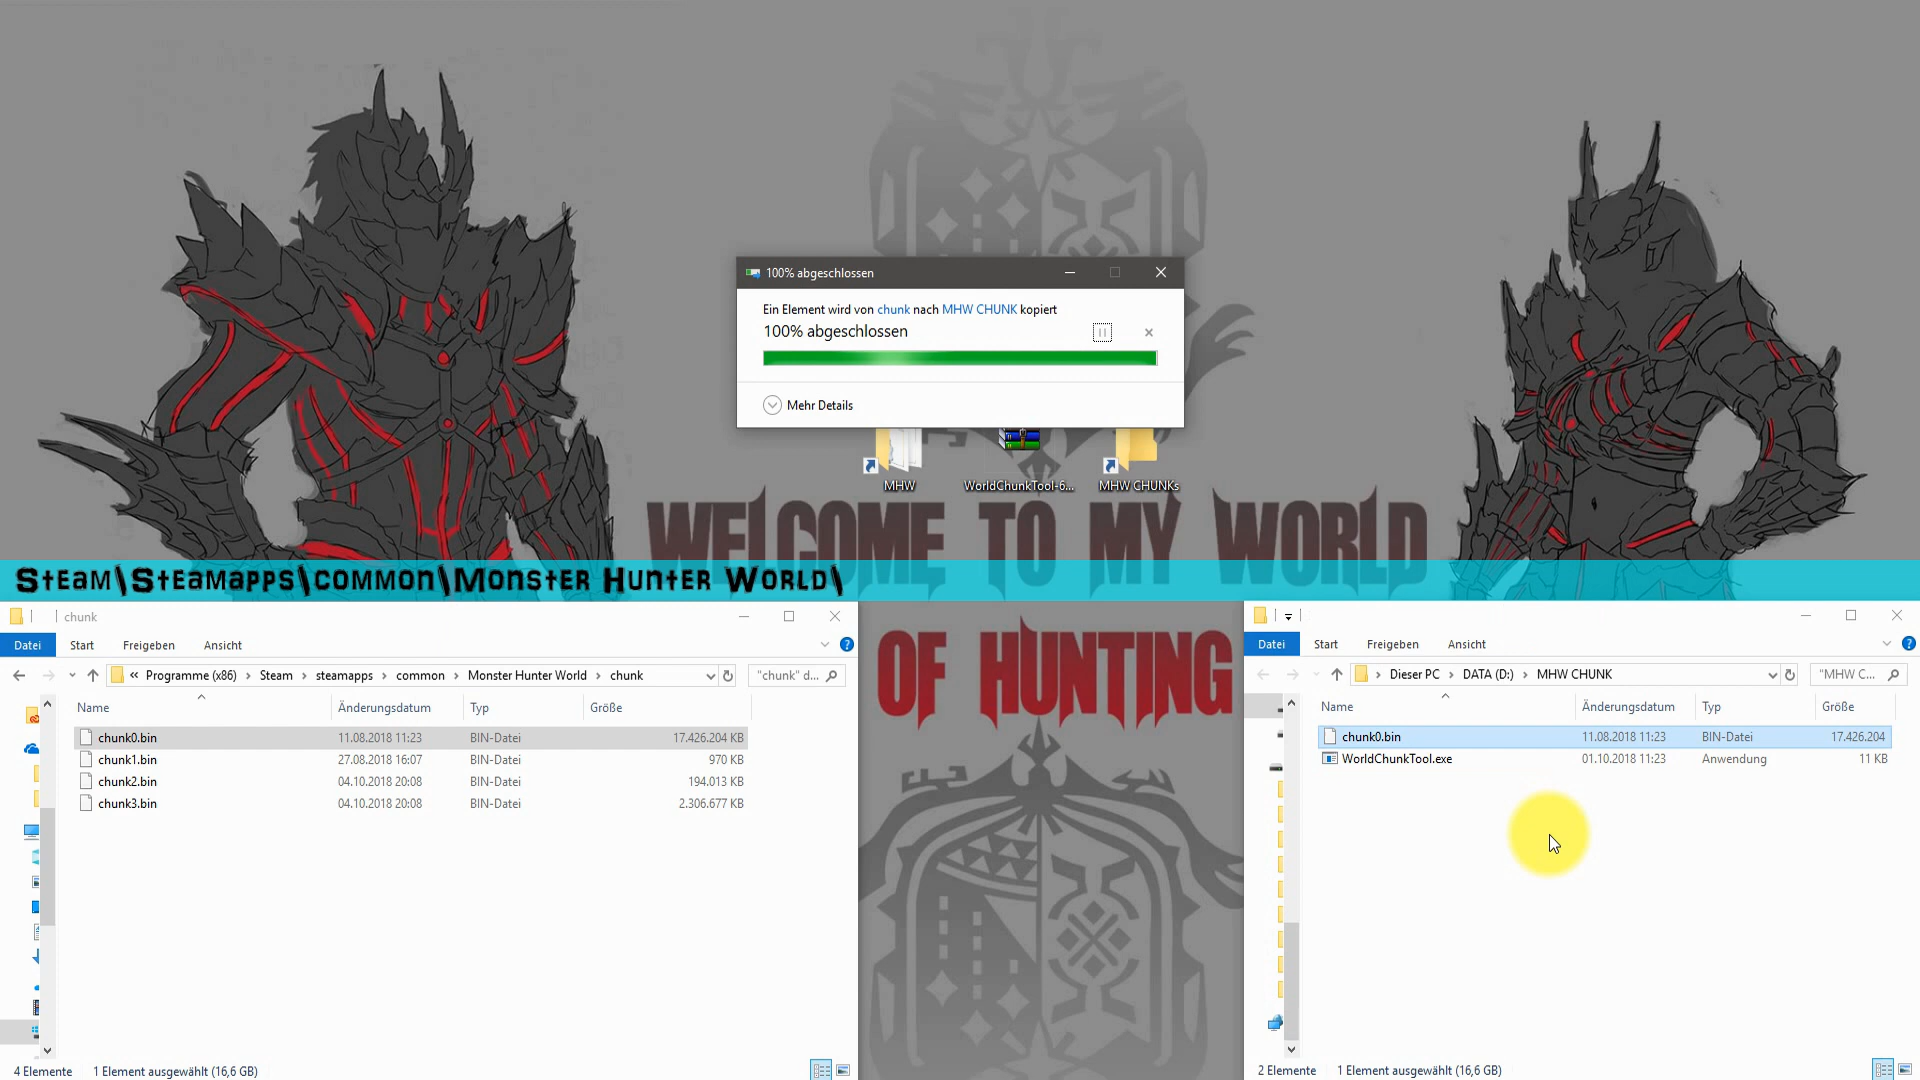 100% abgeschlossen
Ein Element wird von chunk nach MHW CHUNK kopiert
100% abgeschlossen
Mehr Details
MHW
WorldChunkTool-6...
MHW CHUNKs
WELCOME TO MY WORLD
OF HUNTING
Steam\Steamapps\common\Monster Hunter World\
chunk
Datei Start Freigeben Ansicht
« Programme (x86) > Steam > steamapps > common > Monster Hunter World > chunk
"chunk" d...
Name Änderungsdatum Typ Größe
chunk0.bin 11.08.2018 11:23 BIN-Datei 17.426.204 KB
chunk1.bin 27.08.2018 16:07 BIN-Datei 970 KB
chunk2.bin 04.10.2018 20:08 BIN-Datei 194.013 KB
chunk3.bin 04.10.2018 20:08 BIN-Datei 2.306.677 KB
4 Elemente 1 Element ausgewählt (16,6 GB)
Datei Start Freigeben Ansicht
> Dieser PC > DATA (D:) > MHW CHUNK
"MHW C...
Name Änderungsdatum Typ Größe
chunk0.bin 11.08.2018 11:23 BIN-Datei 17.426.204
WorldChunkTool.exe 01.10.2018 11:23 Anwendung 11 KB
2 Elemente 1 Element ausgewählt (16,6 GB)